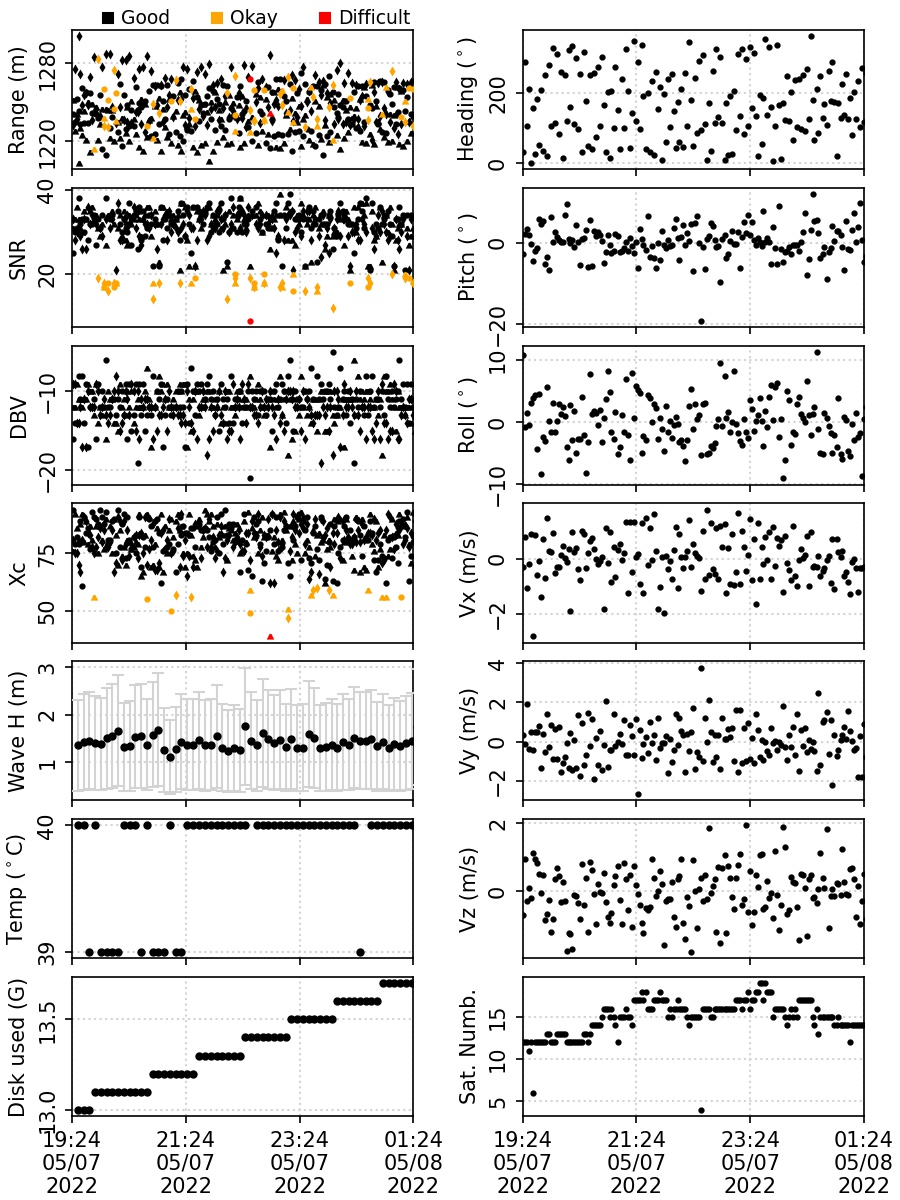 Good Okay Difficult
Range (m)
1280
1220
Heading (°)
200
0
SNR
40
20
Pitch (°)
0
−20
DBV
−10
−20
Roll (°)
10
0
−10
Xc
75
50
Vx (m/s)
0
−2
Wave H (m)
3
2
1
Vy (m/s)
4
2
0
−2
Temp (°C)
40
39
Vz (m/s)
2
0
Disk used (G)
13.5
13.0
Sat. Numb.
15
10
5
19:24 21:24 23:24 01:24 19:24 21:24 23:24 01:24
05/07 05/07 05/07 05/08 05/07 05/07 05/07 05/08
2022 2022 2022 2022 2022 2022 2022 2022